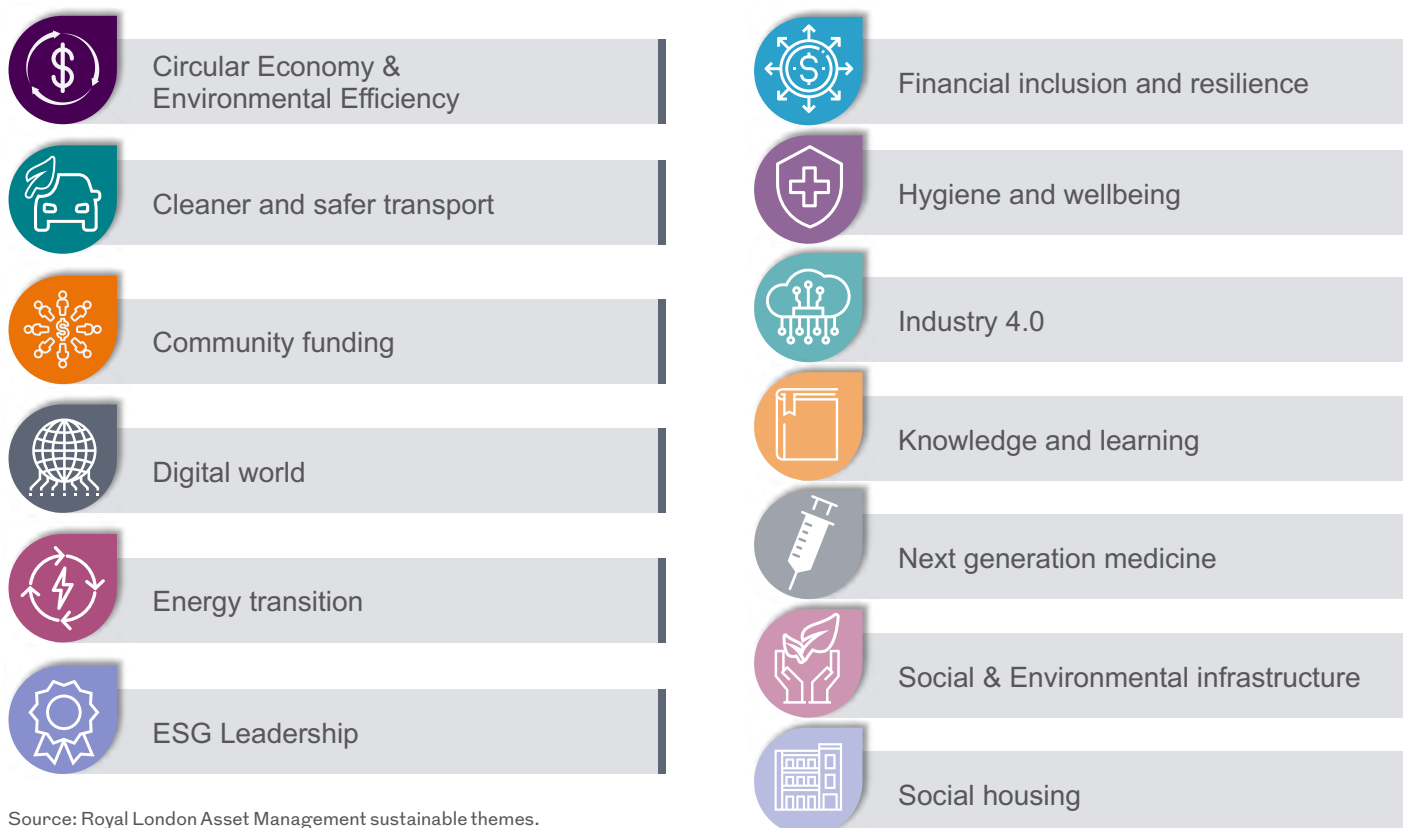 Circular Economy &
Environmental Efficiency
Cleaner and safer transport
Community funding
Digital world
Energy transition
ESG Leadership
Source: Royal London Asset Management sustainable themes.
Financial inclusion and resilience
Hygiene and wellbeing
Industry 4.0
Knowledge and learning
Next generation medicine
Social & Environmental infrastructure
Social housing